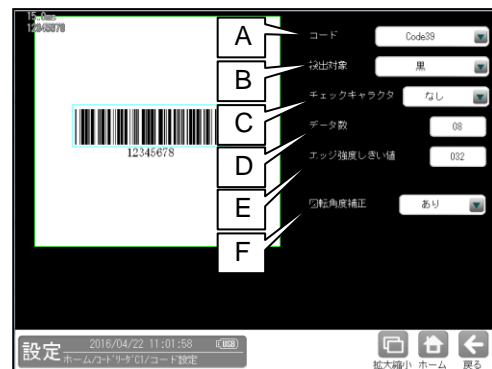 15.0ms
12345678
12345678
A
B
C
D
E
F
コード
Code39
検出対象
黒
チェックキャラクタ
なし
データ数
08
エッジ強度しきい値
032
回転角度補正
あり
設定
2016/04/22 11:01:58
USB
ホーム/コードリーダC1/コード設定
拡大縮小
ホーム
戻る